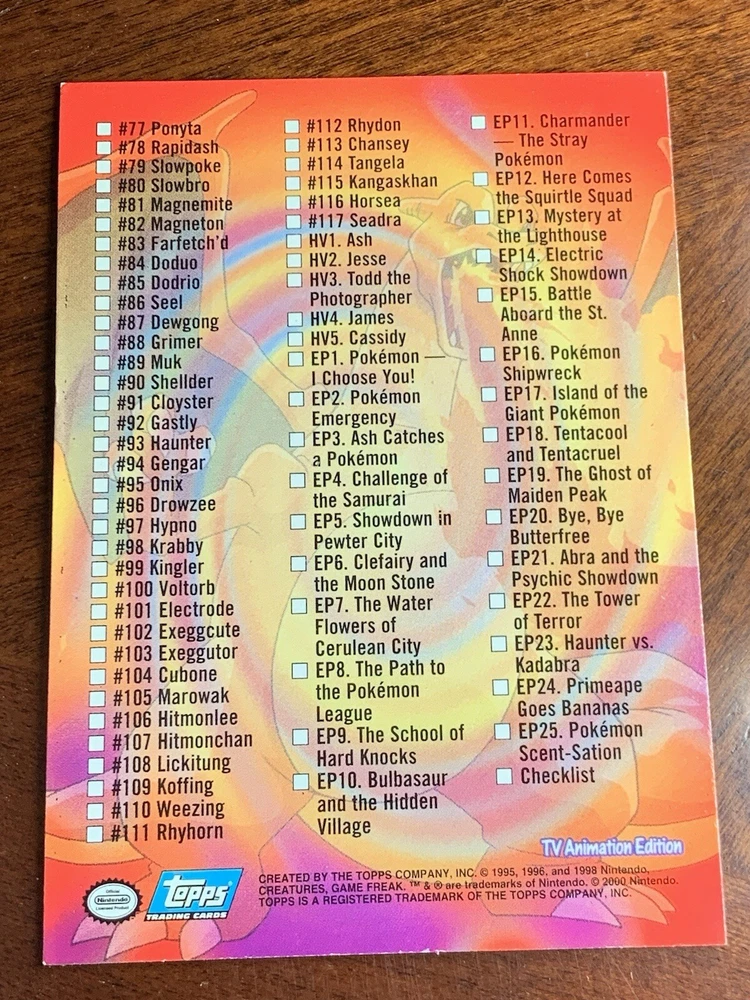 #77 Ponyta
#78 Rapidash
#79 Slowpoke
#80 Slowbro
#81 Magnemite
#82 Magneton
#83 Farfetch'd
#84 Doduo
#85 Dodrio
#86 Seel
#87 Dewgong
#88 Grimer
#89 Muk
#90 Shellder
#91 Cloyster
#92 Gastly
#93 Haunter
#94 Gengar
#95 Onix
#96 Drowzee
#97 Hypno
#98 Krabby
#99 Kingler
#100 Voltorb
#101 Electrode
#102 Exeggcute
#103 Exeggutor
#104 Cubone
#105 Marowak
#106 Hitmonlee
#107 Hitmonchan
#108 Lickitung
#109 Koffing
#110 Weezing
#111 Rhyhorn
#112 Rhydon
#113 Chansey
#114 Tangela
#115 Kangaskhan
#116 Horsea
#117 Seadra
HV1. Ash
HV2. Jesse
HV3. Todd the
Photographer
HV4. James
HV5. Cassidy
EP1. Pokémon —
I Choose You!
EP2. Pokémon
Emergency
EP3. Ash Catches
a Pokémon
EP4. Challenge of
the Samurai
EP5. Showdown in
Pewter City
EP6. Clefairy and
the Moon Stone
EP7. The Water
Flowers of
Cerulean City
EP8. The Path to
the Pokémon
League
EP9. The School of
Hard Knocks
EP10. Bulbasaur
and the Hidden
Village
EP11. Charmander
— The Stray
Pokémon
EP12. Here Comes
the Squirtle Squad
EP13. Mystery at
the Lighthouse
EP14. Electric
Shock Showdown
EP15. Battle
Aboard the St.
Anne
EP16. Pokémon
Shipwreck
EP17. Island of the
Giant Pokémon
EP18. Tentacool
and Tentacruel
EP19. The Ghost of
Maiden Peak
EP20. Bye, Bye
Butterfree
EP21. Abra and the
Psychic Showdown
EP22. The Tower
of Terror
EP23. Haunter vs.
Kadabra
EP24. Primeape
Goes Bananas
EP25. Pokémon
Scent-Sation
Checklist
TV Animation Edition
Official
Nintendo
Licensed Product
Topps
TRADING CARDS
CREATED BY THE TOPPS COMPANY, INC. © 1995, 1996, and 1998 Nintendo,
CREATURES, GAME FREAK. ™ & ® are trademarks of Nintendo. © 2000 Nintendo.
TOPPS IS A REGISTERED TRADEMARK OF THE TOPPS COMPANY, INC.